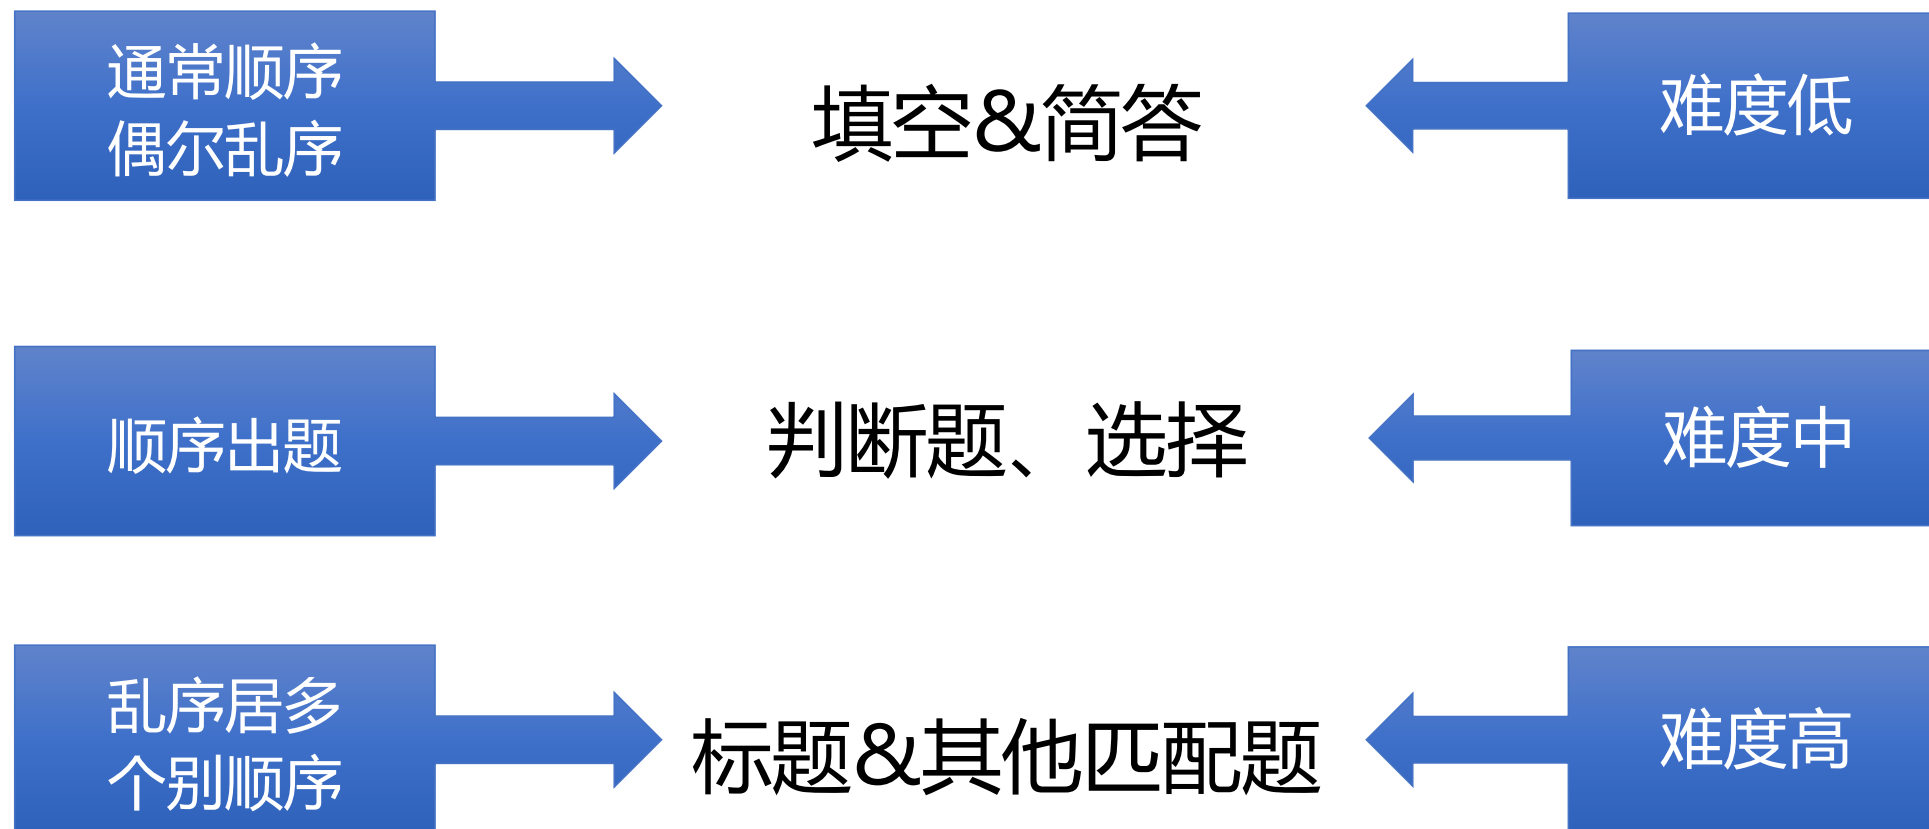 通常顺序
偶尔乱序
填空&简答
难度低
顺序出题
判断题、选择
难度中
乱序居多
个别顺序
标题&其他匹配题
难度高